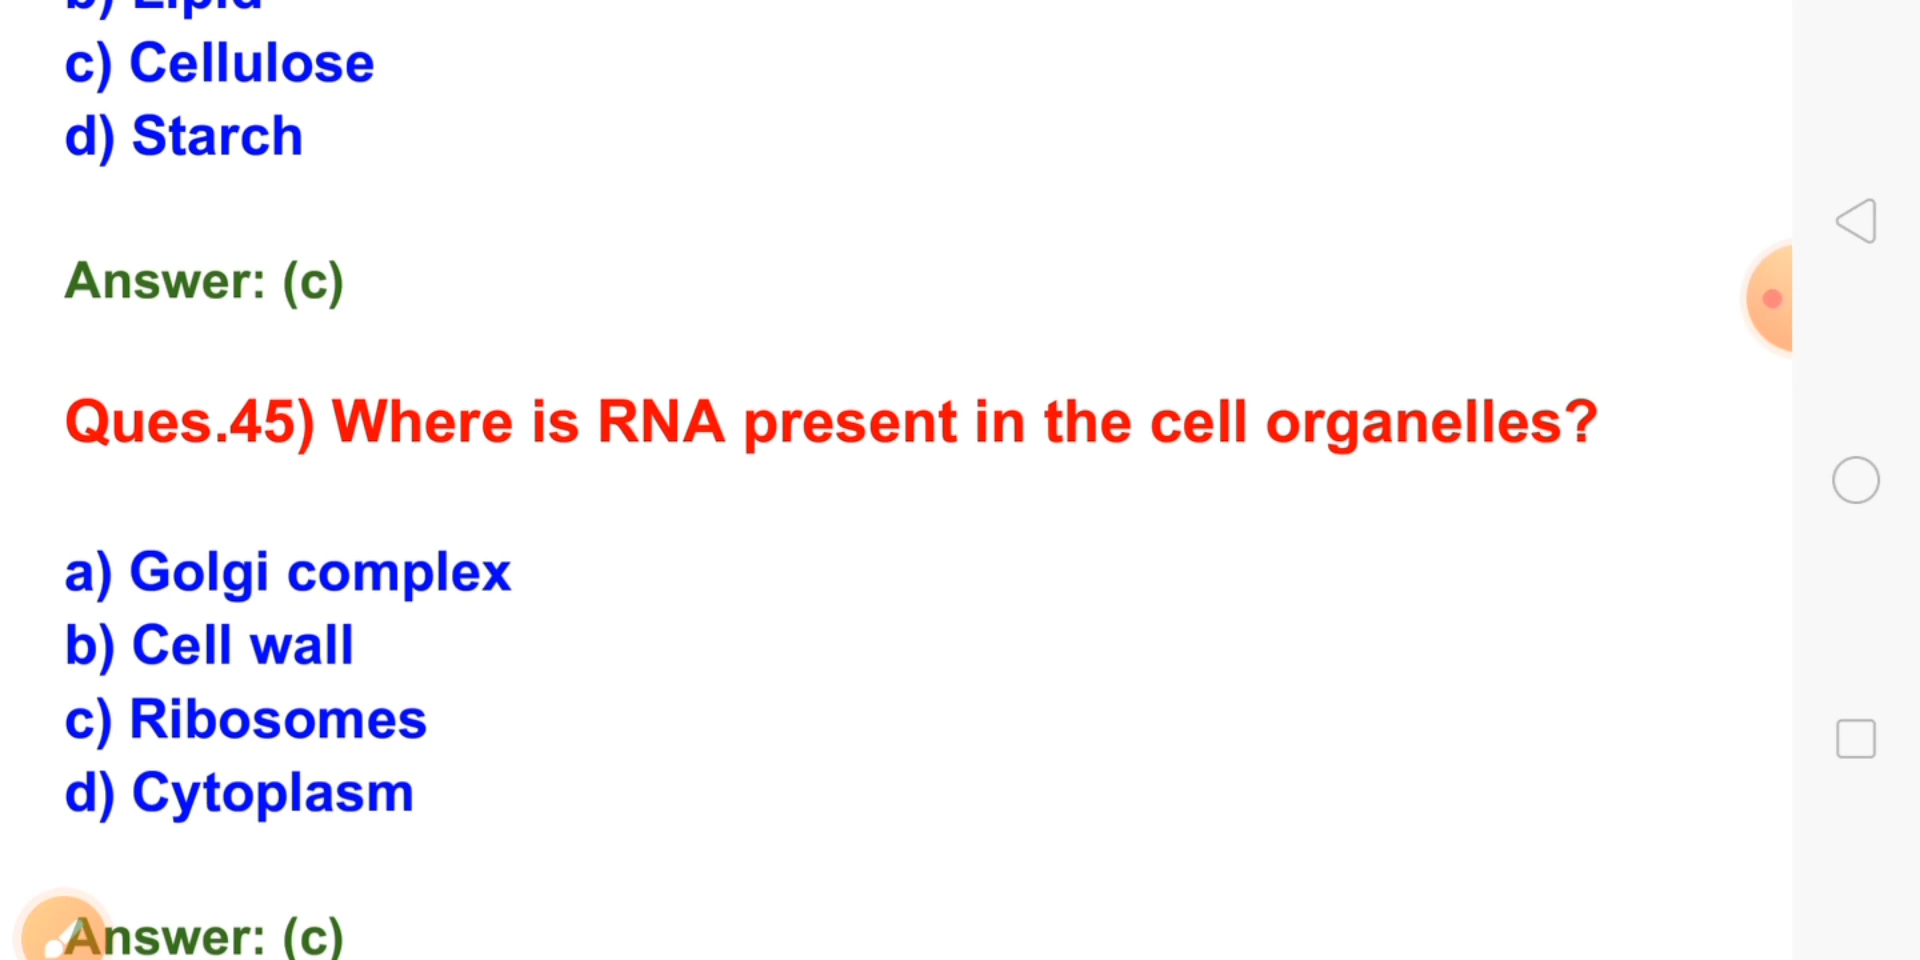 b) Lipid
c) Cellulose
d) Starch
Answer: (c)
Ques.45) Where is RNA present in the cell organelles?
a) Golgi complex
b) Cell wall
c) Ribosomes
d) Cytoplasm
Answer: (c)